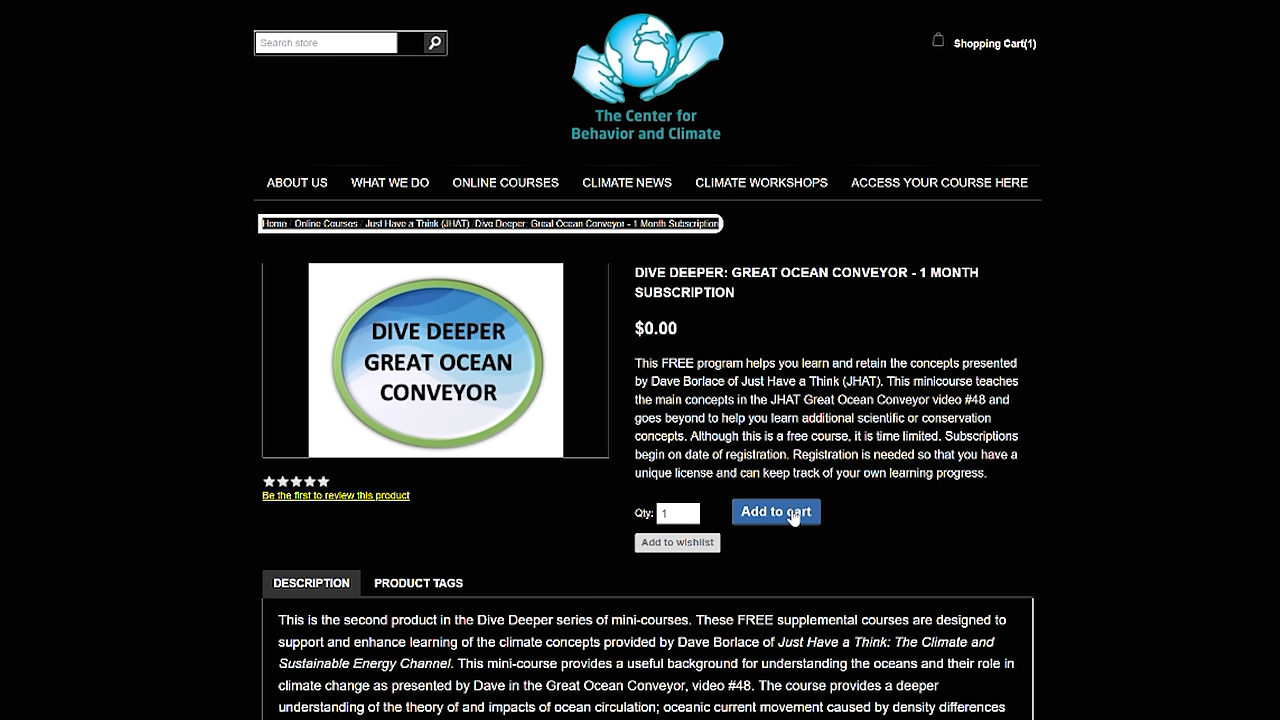 Search store
Shopping Cart(1)
The Center for
Behavior and Climate
ABOUT US WHAT WE DO ONLINE COURSES CLIMATE NEWS CLIMATE WORKSHOPS ACCESS YOUR COURSE HERE
Home / Online Courses / Just Have a Think (JHAT) /Dive Deeper: Great Ocean Conveyor - 1 Month Subscription
DIVE DEEPER
GREAT OCEAN
CONVEYOR
Be the first to review this product
DIVE DEEPER: GREAT OCEAN CONVEYOR - 1 MONTH
SUBSCRIPTION
$0.00
This FREE program helps you learn and retain the concepts presented
by Dave Borlace of Just Have a Think (JHAT). This minicourse teaches
the main concepts in the JHAT Great Ocean Conveyor video #48 and
goes beyond to help you learn additional scientific or conservation
concepts. Although this is a free course, it is time limited. Subscriptions
begin on date of registration. Registration is needed so that you have a
unique license and can keep track of your own learning progress.
Qty: 1 Add to cart
Add to wishlist
DESCRIPTION PRODUCT TAGS
This is the second product in the Dive Deeper series of mini-courses. These FREE supplemental courses are designed to
support and enhance learning of the climate concepts provided by Dave Borlace of Just Have a Think: The Climate and
Sustainable Energy Channel. This mini-course provides a useful background for understanding the oceans and their role in
climate change as presented by Dave in the Great Ocean Conveyor, video #48. The course provides a deeper
understanding of the theory of and impacts of ocean circulation; oceanic current movement caused by density differences